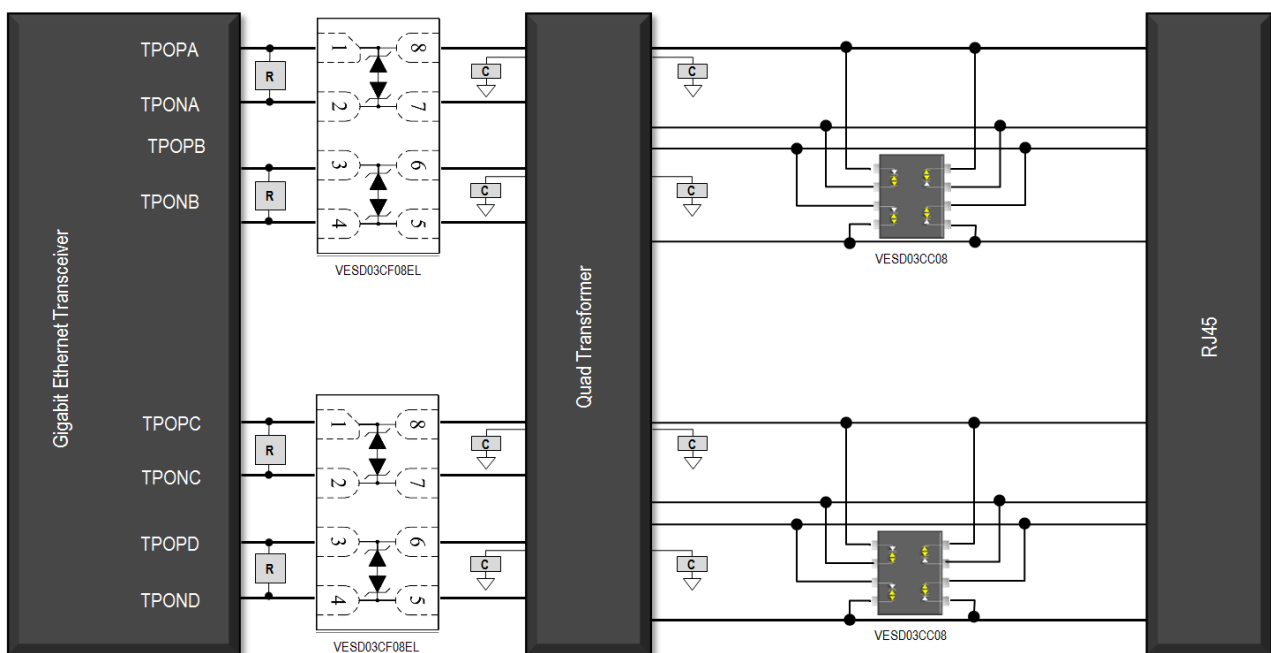 Gigabit Ethernet Transceiver
TPOPA
TPONA
TPOPB
TPONB
TPOPC
TPONC
TPOPD
TPOND
R
R
R
R
1 8
2 7
3 6
4 5
VESD03CF08EL
1 8
2 7
3 6
4 5
VESD03CF08EL
C
C
C
C
Quad Transformer
C
C
C
C
VESD03CC08
VESD03CC08
RJ45